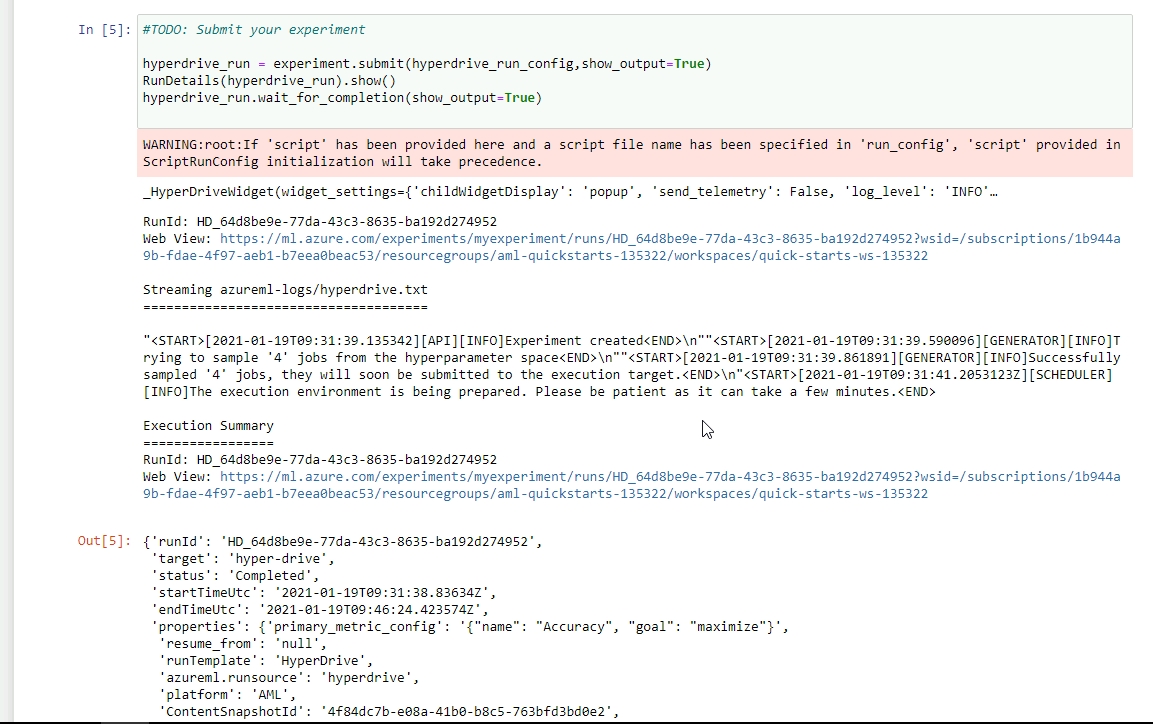 In [5]: #TODO: Submit your experiment
hyperdrive_run = experiment.submit(hyperdrive_run_config,show_output=True)
RunDetails(hyperdrive_run).show()
hyperdrive_run.wait_for_completion(show_output=True)
WARNING:root:If 'script' has been provided here and a script file name has been specified in 'run_config', 'script' provided in
ScriptRunConfig initialization will take precedence.
_HyperDriveWidget(widget_settings={'childWidgetDisplay': 'popup', 'send_telemetry': False, 'log_level': 'INFO'…
RunId: HD_64d8be9e-77da-43c3-8635-ba192d274952
Web View: https://ml.azure.com/experiments/myexperiment/runs/HD_64d8be9e-77da-43c3-8635-ba192d274952?wsid=/subscriptions/1b944a
9b-fdae-4f97-aeb1-b7eea0beac53/resourcegroups/aml-quickstarts-135322/workspaces/quick-starts-ws-135322
Streaming azureml-logs/hyperdrive.txt
=====================================
"<START>[2021-01-19T09:31:39.135342][API][INFO]Experiment created<END>\n""<START>[2021-01-19T09:31:39.590096][GENERATOR][INFO]T
rying to sample '4' jobs from the hyperparameter space<END>\n""<START>[2021-01-19T09:31:39.861891][GENERATOR][INFO]Successfully
sampled '4' jobs, they will soon be submitted to the execution target.<END>\n"<START>[2021-01-19T09:31:41.2053123Z][SCHEDULER]
[INFO]The execution environment is being prepared. Please be patient as it can take a few minutes.<END>
Execution Summary
=================
RunId: HD_64d8be9e-77da-43c3-8635-ba192d274952
Web View: https://ml.azure.com/experiments/myexperiment/runs/HD_64d8be9e-77da-43c3-8635-ba192d274952?wsid=/subscriptions/1b944a
9b-fdae-4f97-aeb1-b7eea0beac53/resourcegroups/aml-quickstarts-135322/workspaces/quick-starts-ws-135322
Out[5]: {'runId': 'HD_64d8be9e-77da-43c3-8635-ba192d274952',
'target': 'hyper-drive',
'status': 'Completed',
'startTimeUtc': '2021-01-19T09:31:38.83634Z',
'endTimeUtc': '2021-01-19T09:46:24.423574Z',
'properties': {'primary_metric_config': '{"name": "Accuracy", "goal": "maximize"}',
'resume_from': 'null',
'runTemplate': 'HyperDrive',
'azureml.runsource': 'hyperdrive',
'platform': 'AML',
'ContentSnapshotId': '4f84dc7b-e08a-41b0-b8c5-763bfd3bd0e2',